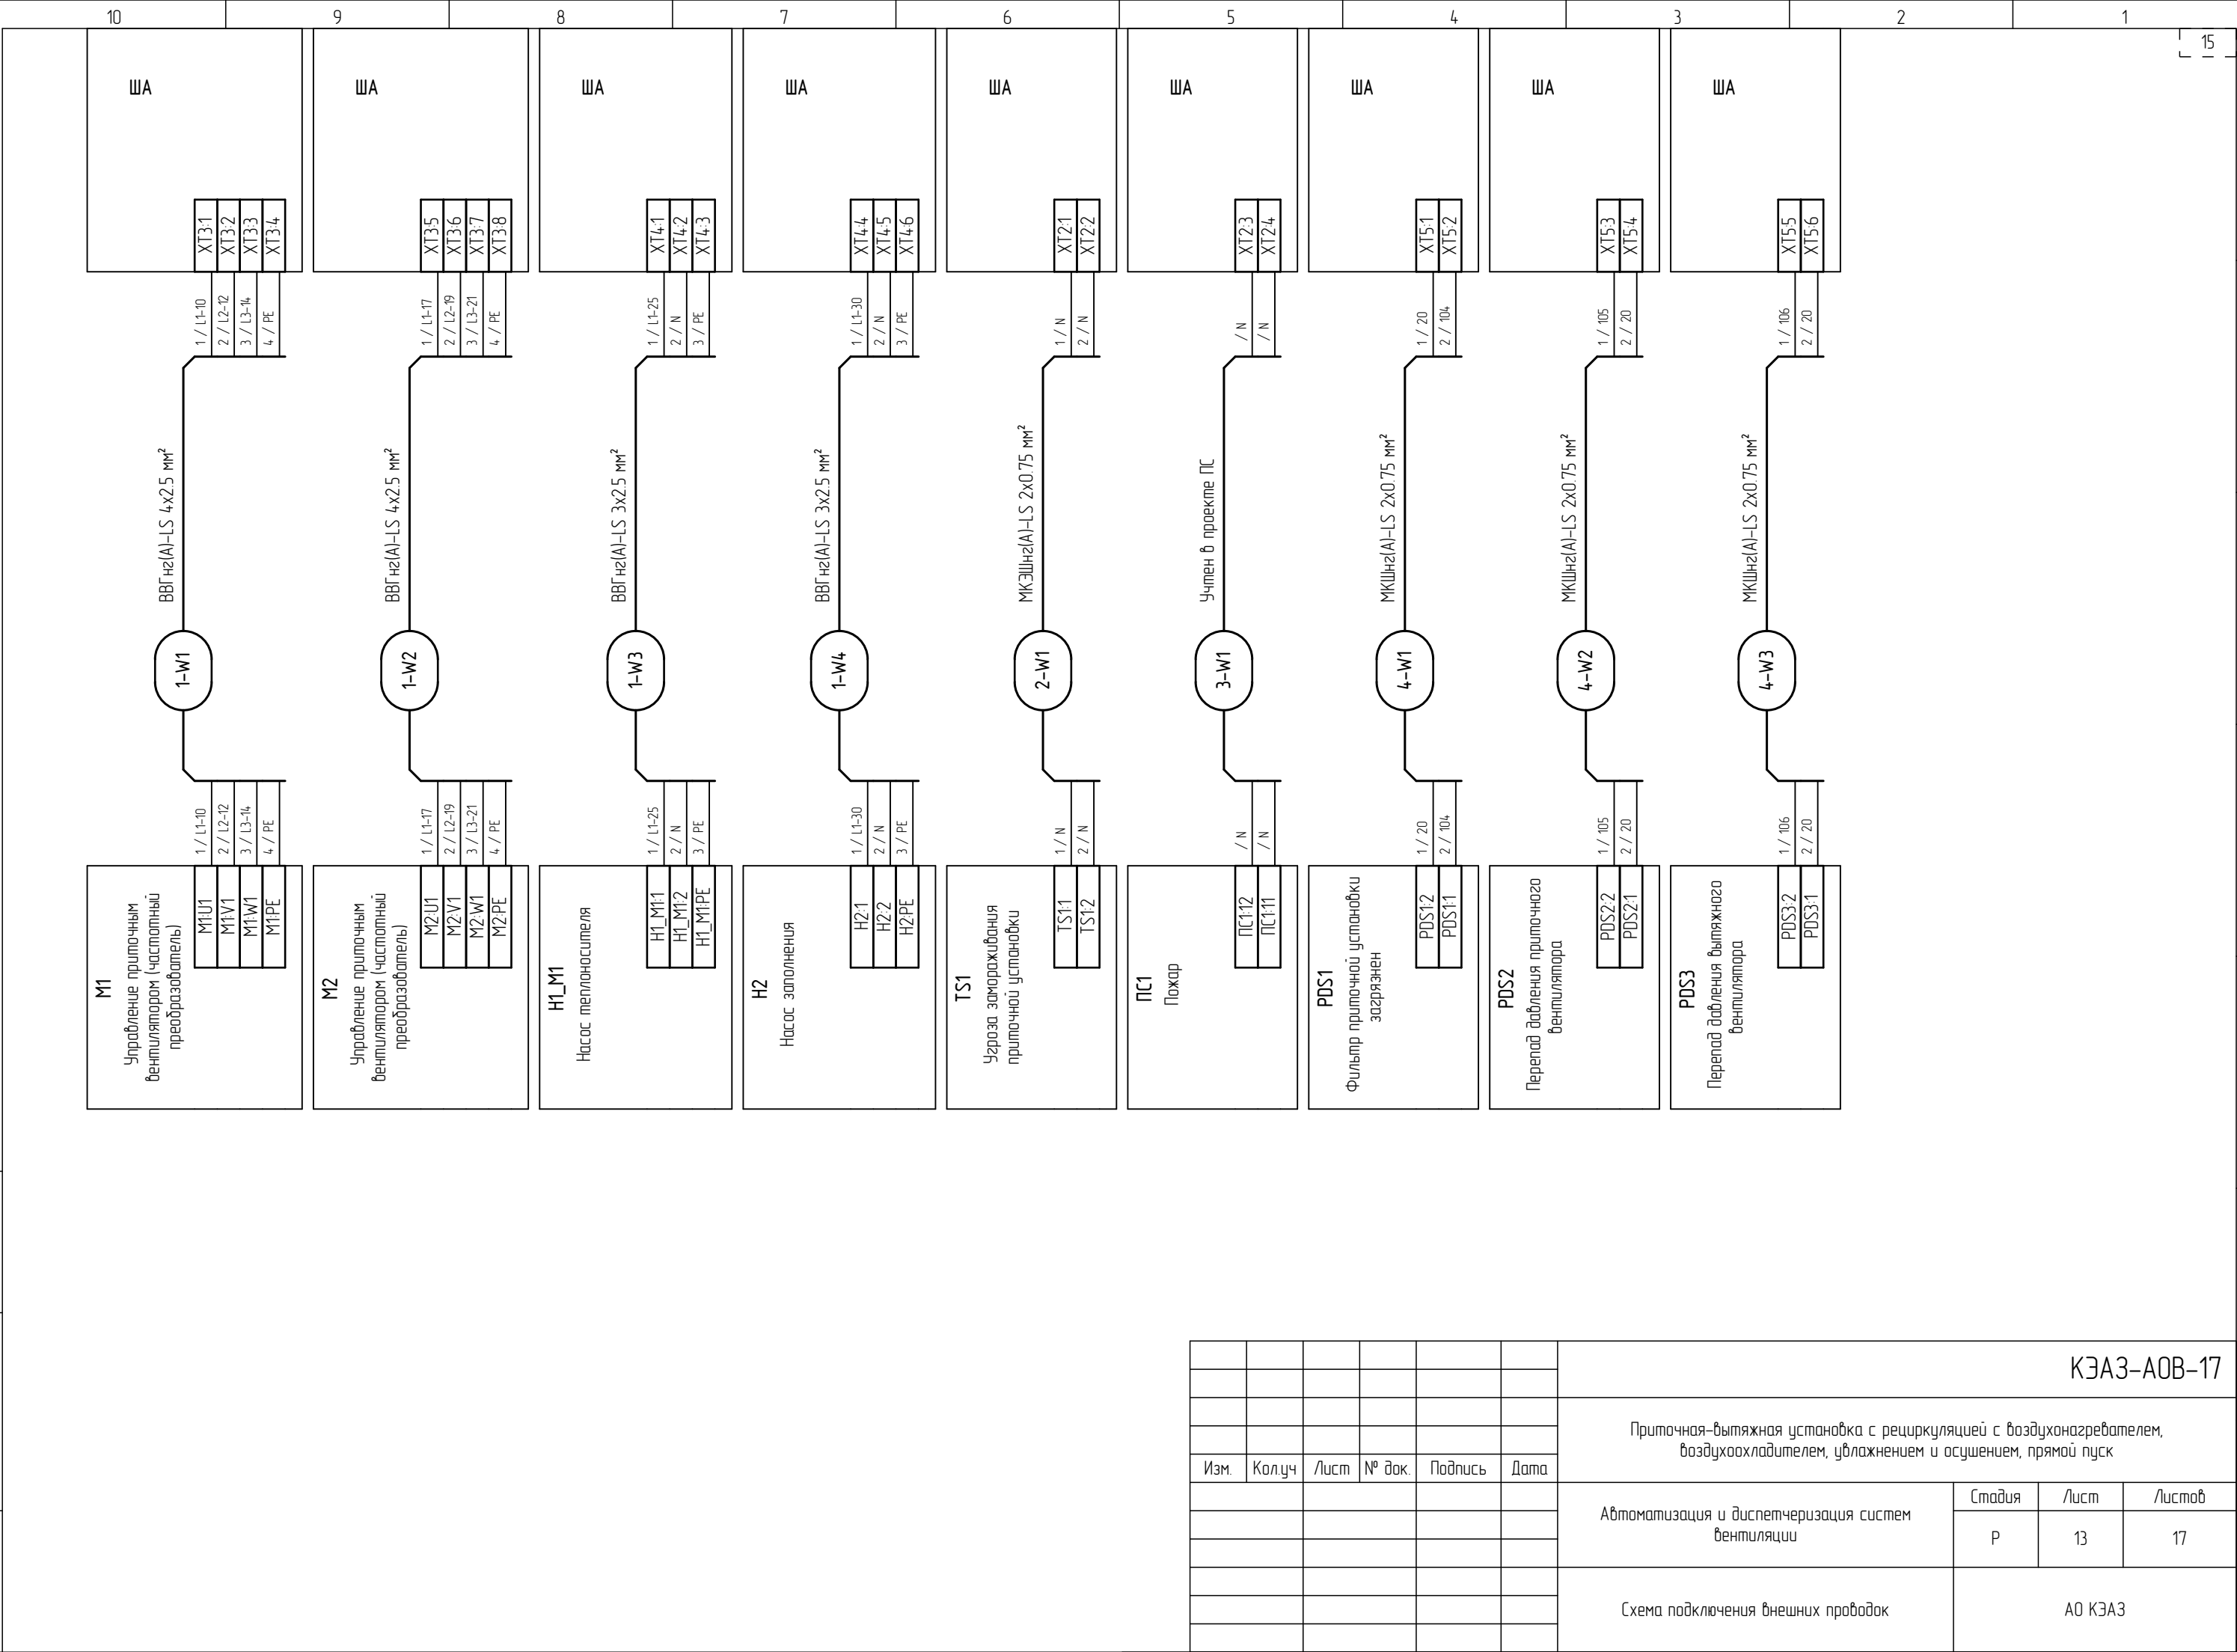 10 9 8 7 6 5 4 3 2 1
15
ША ША ША ША ША ША ША ША ША
XT3:1
XT3:2
XT3:3
XT3:4
XT3:5
XT3:6
XT3:7
XT3:8
XT4:1
XT4:2
XT4:3
XT4:4
XT4:5
XT4:6
XT2:1
XT2:2
XT2:3
XT2:4
XT5:1
XT5:2
XT5:3
XT5:4
XT5:5
XT5:6
1 / L1-10
2 / L2-12
3 / L3-14
4 / PE
1 / L1-17
2 / L2-19
3 / L3-21
4 / PE
1 / L1-25
2 / N
3 / PE
1 / L1-30
2 / N
3 / PE
1 / N
2 / N
/ N
/ N
1 / 20
2 / 104
1 / 105
2 / 20
1 / 106
2 / 20
ВВГнг(А)-LS 4x2.5 мм²
ВВГнг(А)-LS 4x2.5 мм²
ВВГнг(А)-LS 3x2.5 мм²
ВВГнг(А)-LS 3x2.5 мм²
МКЭШнг(А)-LS 2x0.75 мм²
Учтен в проекте ПС
МКШнг(А)-LS 2x0.75 мм²
МКШнг(А)-LS 2x0.75 мм²
МКШнг(А)-LS 2x0.75 мм²
1-W1
1-W2
1-W3
1-W4
2-W1
3-W1
4-W1
4-W2
4-W3
1 / L1-10
2 / L2-12
3 / L3-14
4 / PE
1 / L1-17
2 / L2-19
3 / L3-21
4 / PE
1 / L1-25
2 / N
3 / PE
1 / L1-30
2 / N
3 / PE
1 / N
2 / N
/ N
/ N
1 / 20
2 / 104
1 / 105
2 / 20
1 / 106
2 / 20
M1
Управление приточным
вентилятором (частотный
преобразователь)
M1:U1
M1:V1
M1:W1
M1:PE
M2
Управление приточным
вентилятором (частотный
преобразователь)
M2:U1
M2:V1
M2:W1
M2:PE
Н1_М1
Насос теплоносителя
Н1_М1:1
Н1_М1:2
Н1_М1:PE
Н2
Насос заполнения
Н2:1
Н2:2
Н2:PE
TS1
Угроза замораживания
приточной установки
TS1:1
TS1:2
ПС1
Пожар
ПС1:12
ПС1:11
PDS1
Фильтр приточной установки
загрязнен
PDS1:2
PDS1:1
PDS2
Перепад давления приточного
вентилятора
PDS2:2
PDS2:1
PDS3
Перепад давления вытяжного
вентилятора
PDS3:2
PDS3:1
КЭАЗ-АОВ-17
Приточная-вытяжная установка с рециркуляцией с воздухонагревателем,
воздухоохладителем, увлажнением и осушением, прямой пуск
Изм. Кол.уч Лист № док. Подпись Дата
Автоматизация и диспетчеризация систем
вентиляции
Стадия Лист Листов
Р 13 17
Схема подключения внешних проводок
АО КЭАЗ